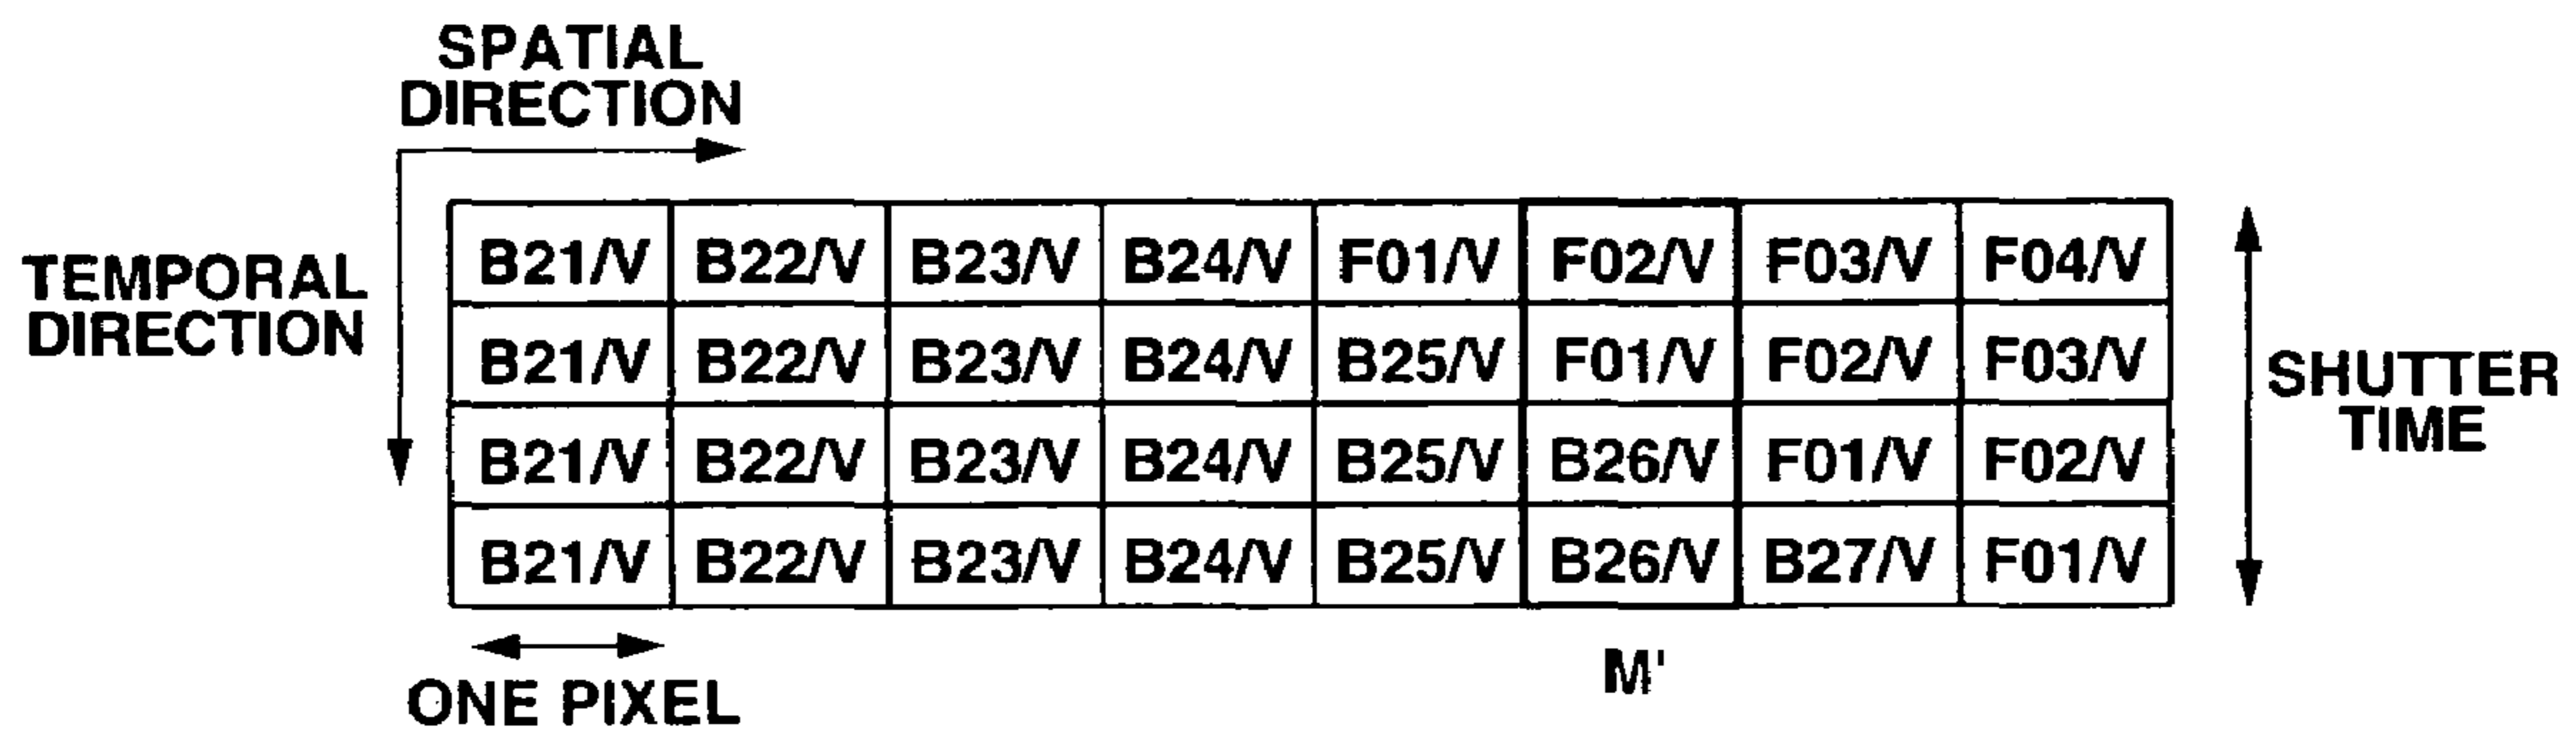 SPATIAL
DIRECTION
TEMPORAL
DIRECTION
B21/V B22/V B23/V B24/V F01/V F02/V F03/V F04/V
B21/V B22/V B23/V B24/V B25/V F01/V F02/V F03/V
B21/V B22/V B23/V B24/V B25/V B26/V F01/V F02/V
B21/V B22/V B23/V B24/V B25/V B26/V B27/V F01/V
SHUTTER
TIME
ONE PIXEL
M'